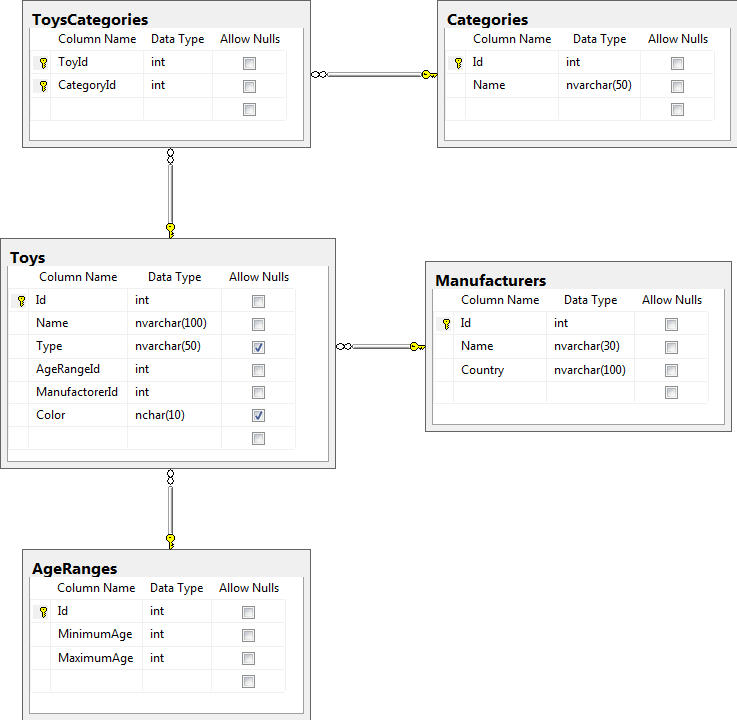 ToysCategories
Column Name Data Type Allow Nulls
ToyId int
CategoryId int
Categories
Column Name Data Type Allow Nulls
Id int
Name nvarchar(50)
Toys
Column Name Data Type Allow Nulls
Id int
Name nvarchar(100)
Type nvarchar(50)
AgeRangeId int
ManufactorerId int
Color nchar(10)
Manufacturers
Column Name Data Type Allow Nulls
Id int
Name nvarchar(30)
Country nvarchar(100)
AgeRanges
Column Name Data Type Allow Nulls
Id int
MinimumAge int
MaximumAge int